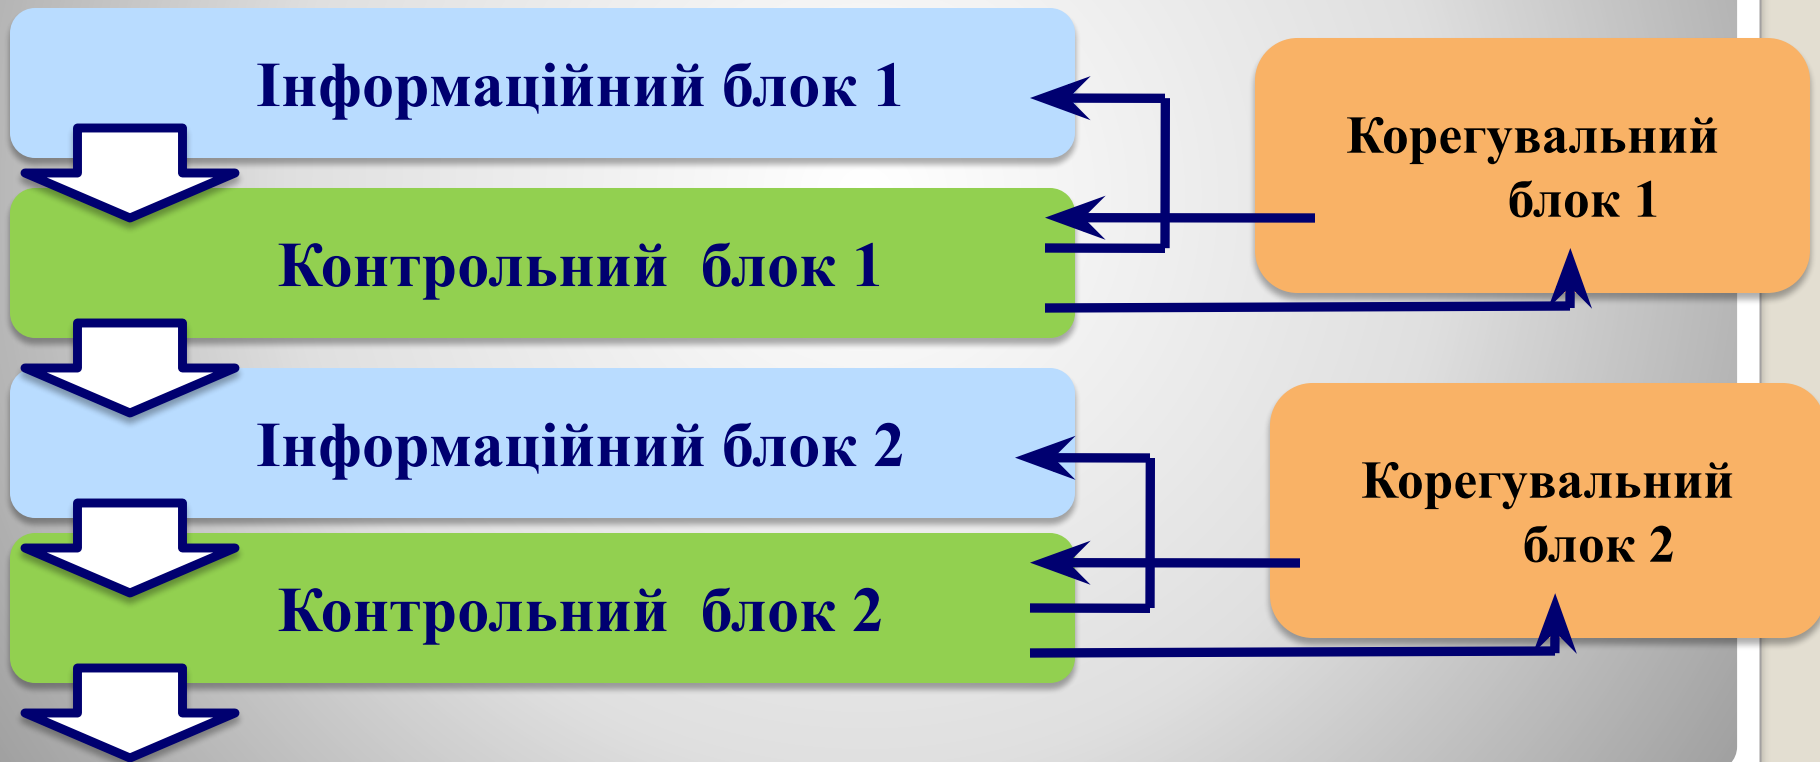 Інформаційний блок 1
Корегувальний
блок 1
Контрольний блок 1
Інформаційний блок 2
Корегувальний
блок 2
Контрольний блок 2